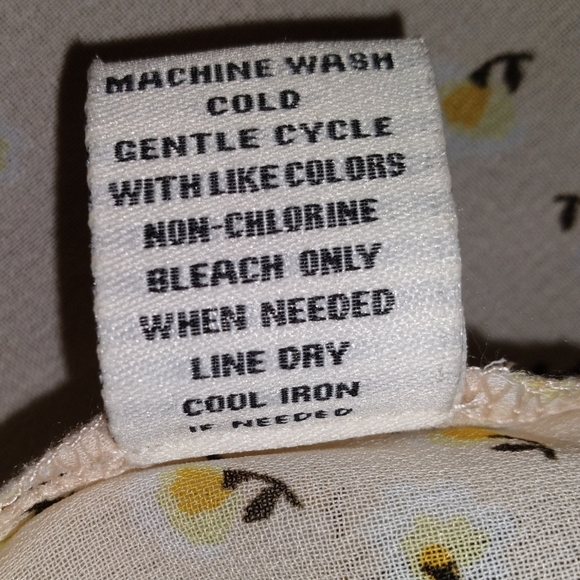 MACHINE WASH
COLD
GENTLE CYCLE
WITH LIKE COLORS
NON-CHLORINE
BLEACH ONLY
WHEN NEEDED
LINE DRY
COOL IRON
IF NEEDED